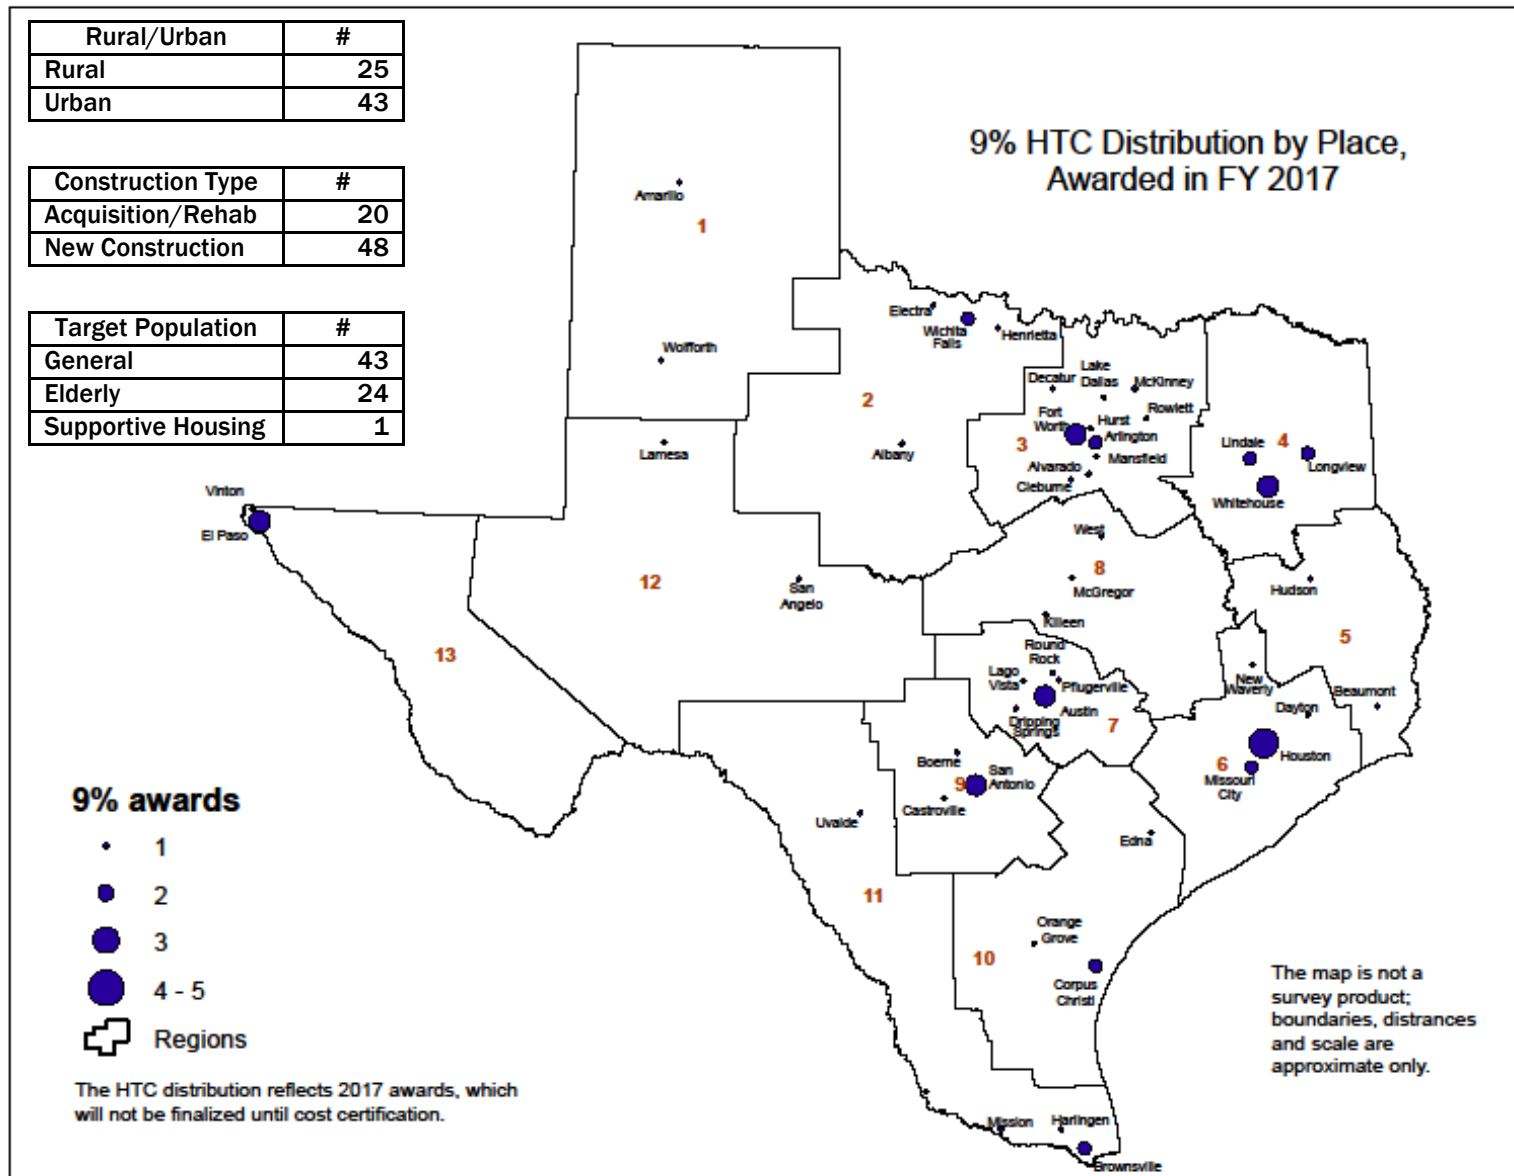 Rural/Urban #
Rural 25
Urban 43
Construction Type #
Acquisition/Rehab 20
New Construction 48
Target Population #
General 43
Elderly 24
Supportive Housing 1
9% HTC Distribution by Place,
Awarded in FY 2017
Amarillo
1
Wolfforth
Electra
Wichita
Falls
Henrietta
2
Albany
Decatur
Lake
Dallas
McKinney
Rowlett
Fort
Worth
Hurst
Arlington
3
Mansfield
Alvarado
Cleburne
Lindale
4
Longview
Whitehouse
Lamesa
Vinton
El Paso
12
San
Angelo
13
West
8
McGregor
Killeen
Hudson
5
Round
Rock
Lago
Vista
Pflugerville
Austin
Dripping
Springs
7
New
Waverly
Beaumont
Dayton
Houston
6
Missouri
City
Boerne
9
San
Antonio
Castroville
Uvalde
Edna
11
Orange
Grove
10
Corpus
Christi
Mission
Harlingen
Brownsville
9% awards
1
2
3
4 - 5
Regions
The HTC distribution reflects 2017 awards, which
will not be finalized until cost certification.
The map is not a
survey product;
boundaries, distrances
and scale are
approximate only.